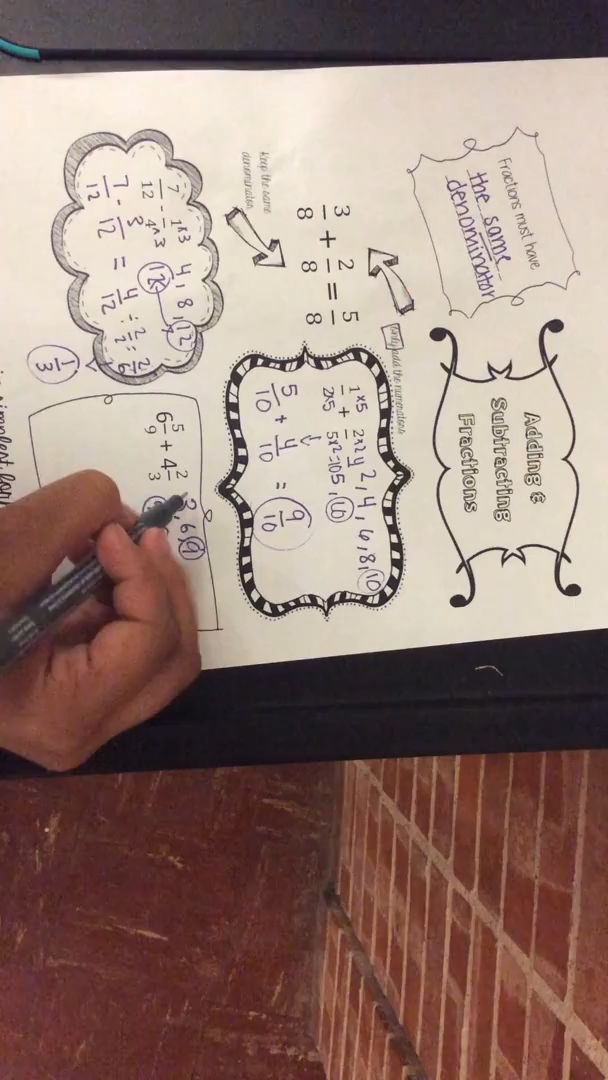 Adding &
Subtracting
Fractions
Fractions must have
the same
denominator
3/8 + 2/8 = 5/8
Only add the numerators
keep the same
denominator
1×5/2×5 + 2×2/5×2 2, 4, 6, 8, 10
5, 10
5/10 + 4/10 = 9/10
7/12 - 1×3/4×3 4, 8, 12
12
7/12 - 3/12 = 4/12 ÷ 2/2 = 2/6
1/3
6 5/9 + 4 2/3 3, 6, 9